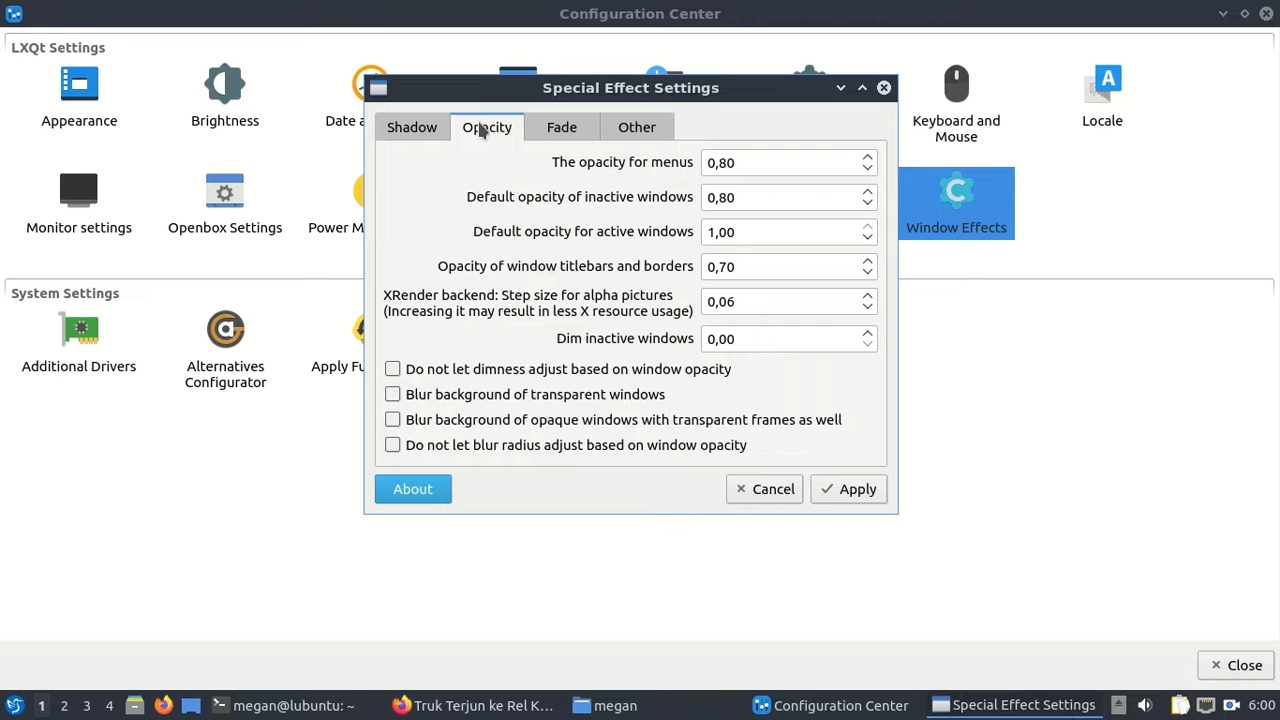 Configuration Center
LXQt Settings
Appearance
Brightness
Date a
Keyboard and
Mouse
Locale
Monitor settings
Openbox Settings
Power M
Window Effects
System Settings
Additional Drivers
Alternatives
Configurator
Apply Fu
Special Effect Settings
Shadow
Opacity
Fade
Other
The opacity for menus 0,80
Default opacity of inactive windows 0,80
Default opacity for active windows 1,00
Opacity of window titlebars and borders 0,70
XRender backend: Step size for alpha pictures
(Increasing it may result in less X resource usage) 0,06
Dim inactive windows 0,00
Do not let dimness adjust based on window opacity
Blur background of transparent windows
Blur background of opaque windows with transparent frames as well
Do not let blur radius adjust based on window opacity
About
Cancel
Apply
Close
1 2 3 4 megan@lubuntu: ~ Truk Terjun ke Rel K... megan Configuration Center Special Effect Settings 6:00